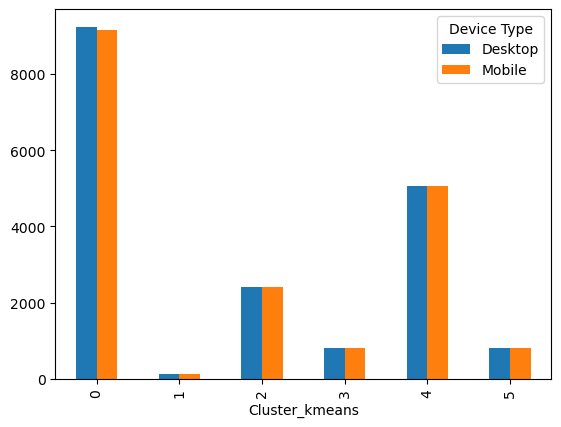 Device Type
Desktop
Mobile
8000
6000
4000
2000
0
0 1 2 3 4 5
Cluster_kmeans